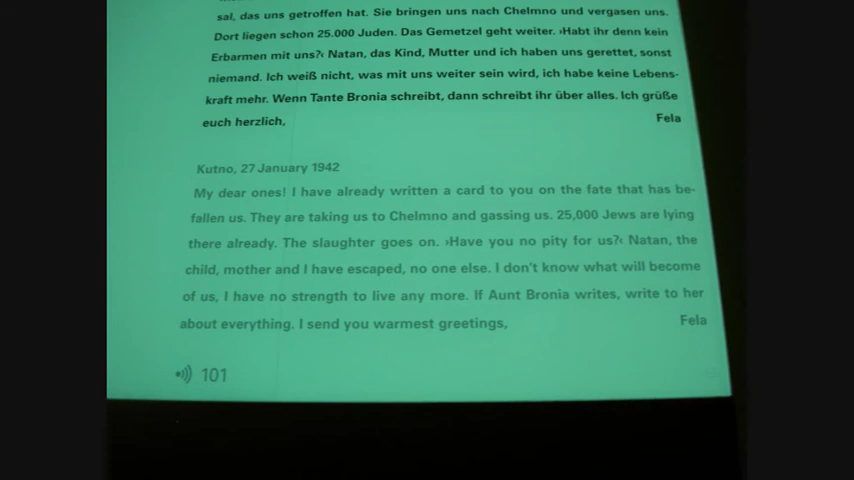 sal, das uns getroffen hat. Sie bringen uns nach Chelmno und vergasen uns.
Dort liegen schon 25.000 Juden. Das Gemetzel geht weiter. ›Habt ihr denn kein
Erbarmen mit uns?‹ Natan, das Kind, Mutter und ich haben uns gerettet, sonst
niemand. Ich weiß nicht, was mit uns weiter sein wird, ich habe keine Lebens-
kraft mehr. Wenn Tante Bronia schreibt, dann schreibt ihr über alles. Ich grüße
euch herzlich, Fela
Kutno, 27 January 1942
My dear ones! I have already written a card to you on the fate that has be-
fallen us. They are taking us to Chelmno and gassing us. 25,000 Jews are lying
there already. The slaughter goes on. ›Have you no pity for us?‹ Natan, the
child, mother and I have escaped, no one else. I don't know what will become
of us, I have no strength to live any more. If Aunt Bronia writes, write to her
about everything. I send you warmest greetings, Fela
101